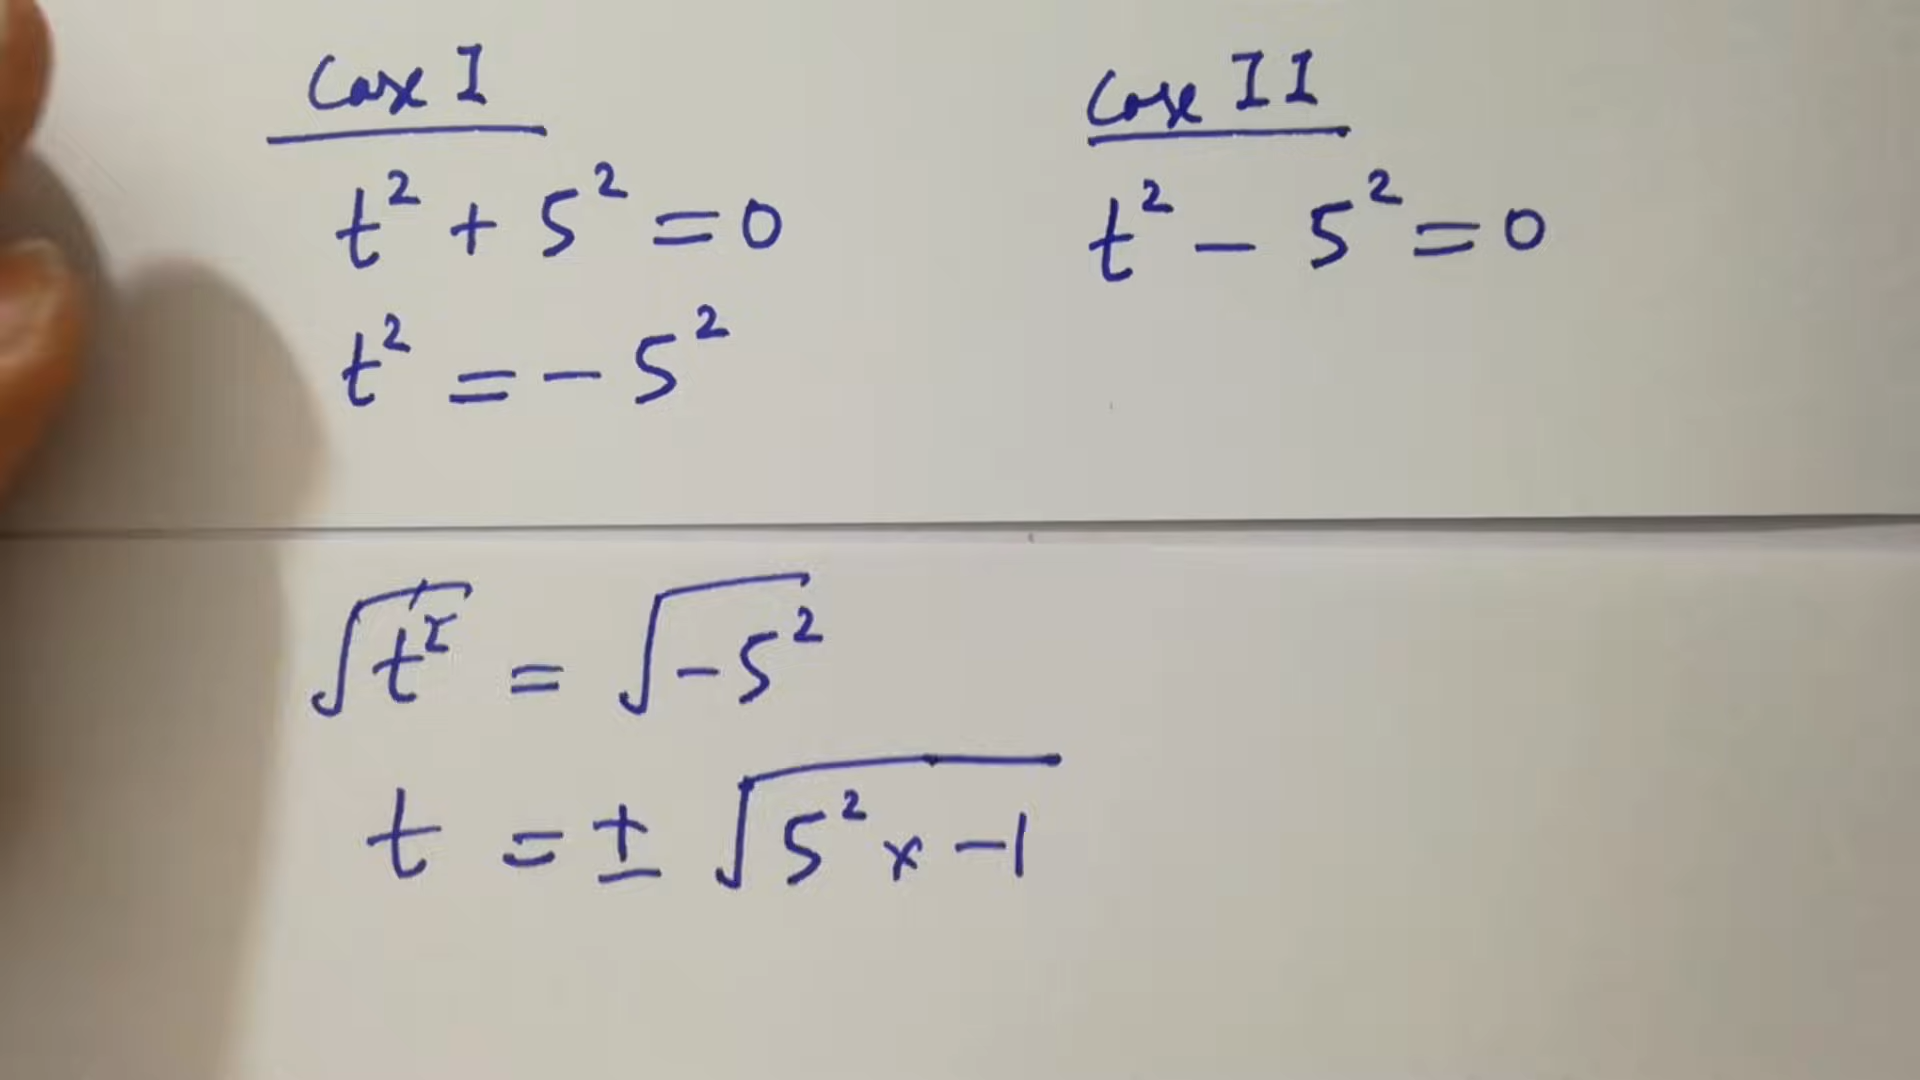 Case I
t² + 5² = 0
t² = - 5²
Case II
t² - 5² = 0
√t² = √-5²
t = ± √5² x -1